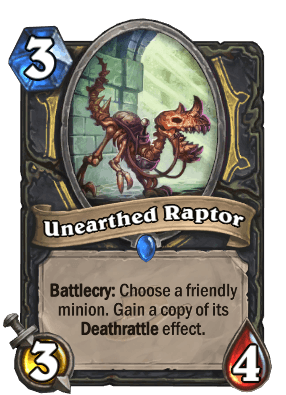 3
Unearthed Raptor
Battlecry: Choose a friendly
minion. Gain a copy of its
Deathrattle effect.
3
4